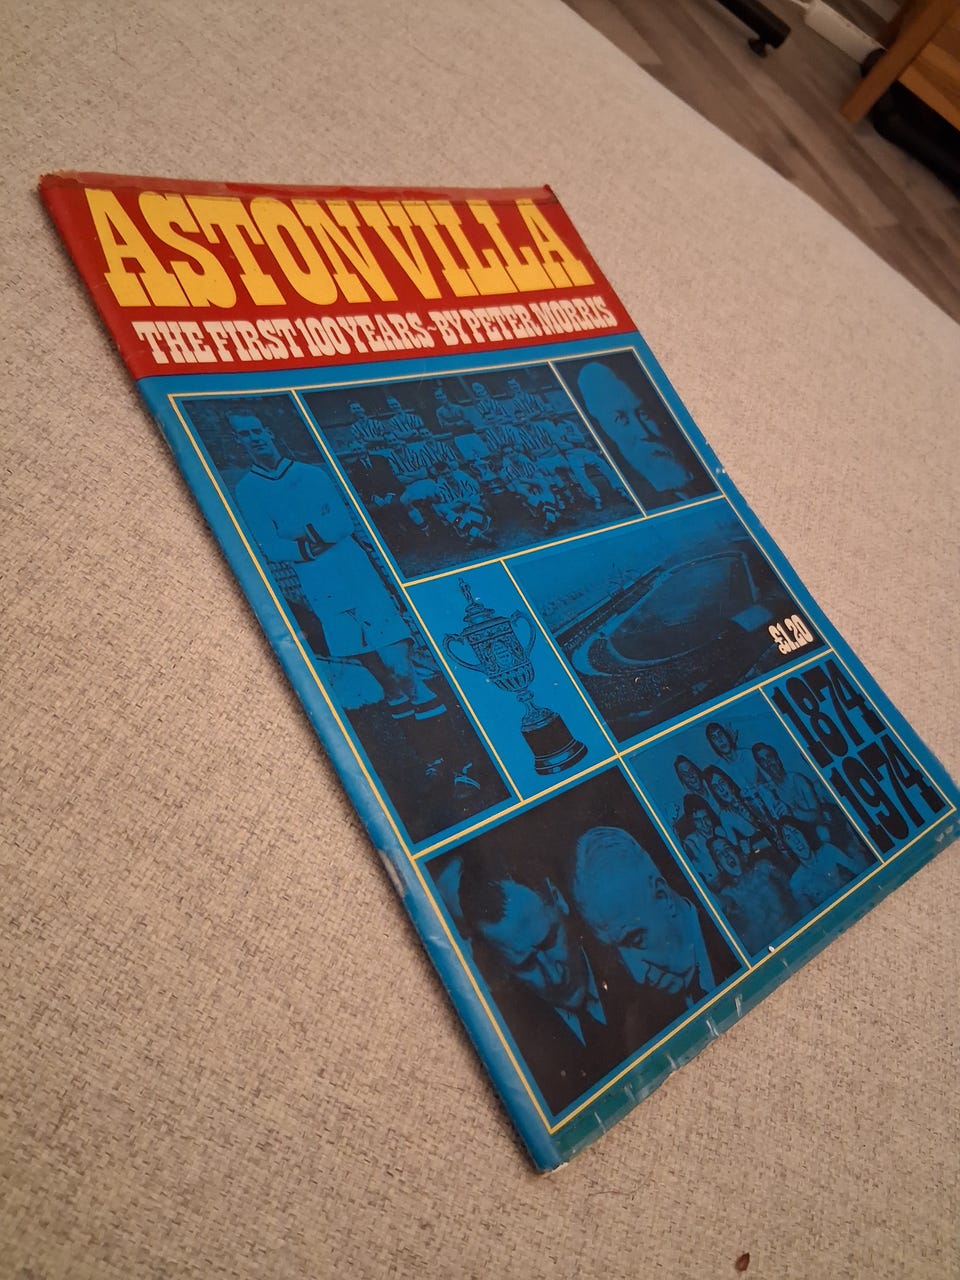 ASTON VILLA
THE FIRST 100 YEARS-BY PETER MORRIS
£1.20
1874
1974